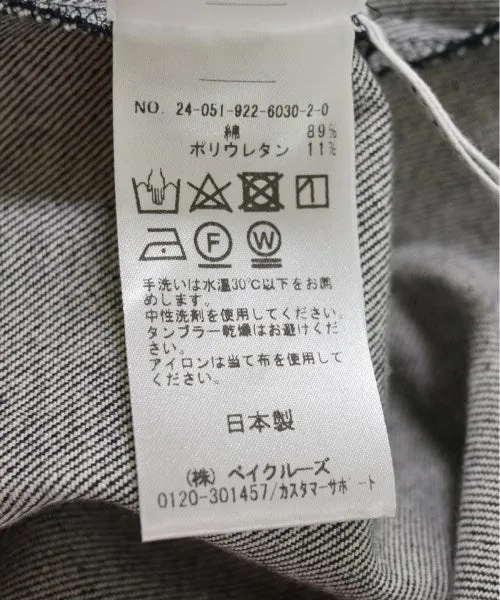 NO. 24-051-922-6030-2-0
綿 89%
ポリウレタン 11%
F W
手洗いは水温30℃以下をお薦
めします。
中性洗剤を使用してください。
タンブラー乾燥はお避けくださ
い。
アイロンは当て布を使用して
ください。
日本製
(株) ベイクルーズ
0120-301457/カスタマーサポート